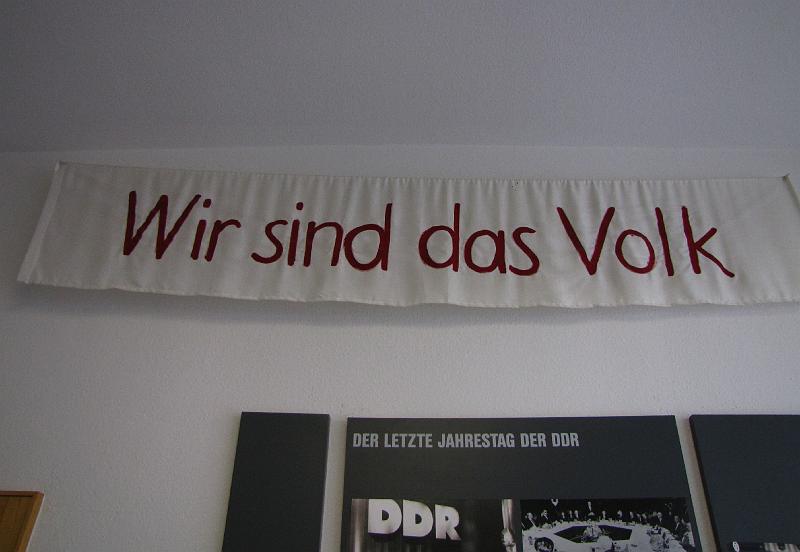 Wir sind das Volk
DER LETZTE JAHRESTAG DER DDR
DDR